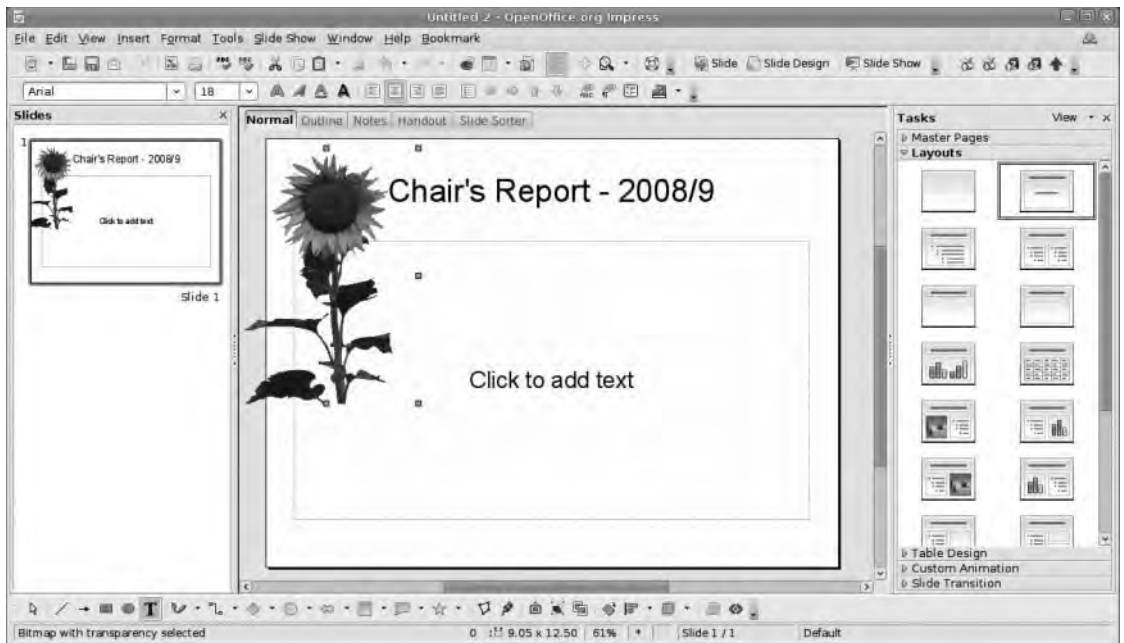 Untitled 2 - OpenOffice.org Impress
File Edit View Insert Format Tools Slide Show Window Help Bookmark
Slide Slide Design Slide Show
Arial 18
Slides
Normal Outline Notes Handout Slide Sorter
Tasks View
1
Chair's Report - 2008/9
Click to add text
Slide 1
Chair's Report - 2008/9
Click to add text
Master Pages
Layouts
Table Design
Custom Animation
Slide Transition
Bitmap with transparency selected 9.05 x 12.50 61% * Slide 1 / 1 Default